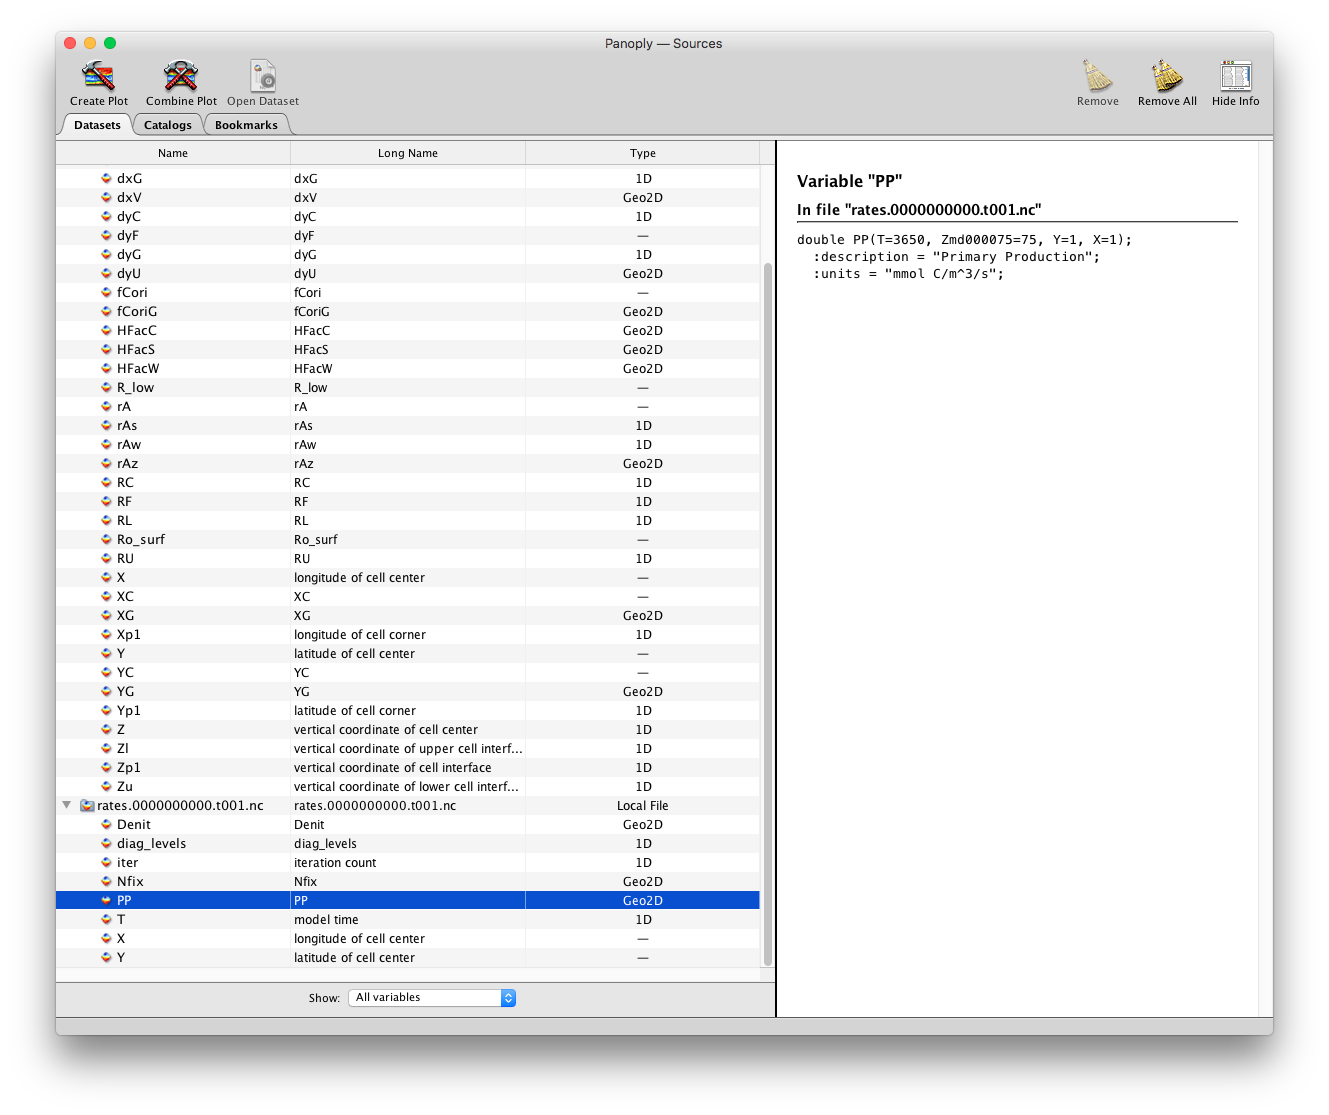 Panoply — Sources
Create Plot Combine Plot Open Dataset Remove Remove All Hide Info
Datasets Catalogs Bookmarks
Name Long Name Type
dxG dxG 1D
dxV dxV Geo2D
dyC dyC 1D
dyF dyF —
dyG dyG 1D
dyU dyU Geo2D
fCori fCori —
fCoriG fCoriG Geo2D
HFacC HFacC Geo2D
HFacS HFacS Geo2D
HFacW HFacW Geo2D
R_low R_low —
rA rA —
rAs rAs 1D
rAw rAw 1D
rAz rAz Geo2D
RC RC 1D
RF RF 1D
RL RL 1D
Ro_surf Ro_surf —
RU RU 1D
X longitude of cell center —
XC XC —
XG XG Geo2D
Xp1 longitude of cell corner 1D
Y latitude of cell center —
YC YC —
YG YG Geo2D
Yp1 latitude of cell corner 1D
Z vertical coordinate of cell center 1D
Zl vertical coordinate of upper cell interf... 1D
Zp1 vertical coordinate of cell interface 1D
Zu vertical coordinate of lower cell interf... 1D
rates.0000000000.t001.nc rates.0000000000.t001.nc Local File
Denit Denit Geo2D
diag_levels diag_levels 1D
iter iteration count 1D
Nfix Nfix Geo2D
PP PP Geo2D
T model time 1D
X longitude of cell center —
Y latitude of cell center —
Show: All variables
Variable "PP"
In file "rates.0000000000.t001.nc"
double PP(T=3650, Zmd000075=75, Y=1, X=1);
:description = "Primary Production";
:units = "mmol C/m^3/s";